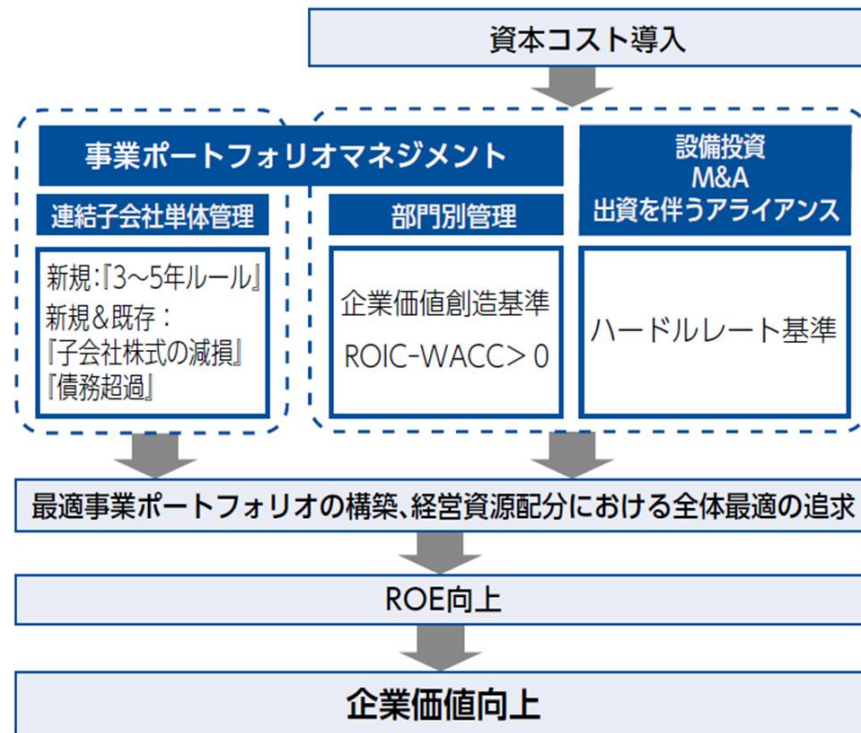 資本コスト導入
事業ポートフォリオマネジメント
連結子会社単体管理
新規:『3～5年ルール』
新規＆既存：
『子会社株式の減損』
『債務超過』
部門別管理
企業価値創造基準
ROIC-WACC＞0
設備投資
M&A
出資を伴うアライアンス
ハードルレート基準
最適事業ポートフォリオの構築、経営資源配分における全体最適の追求
ROE向上
企業価値向上